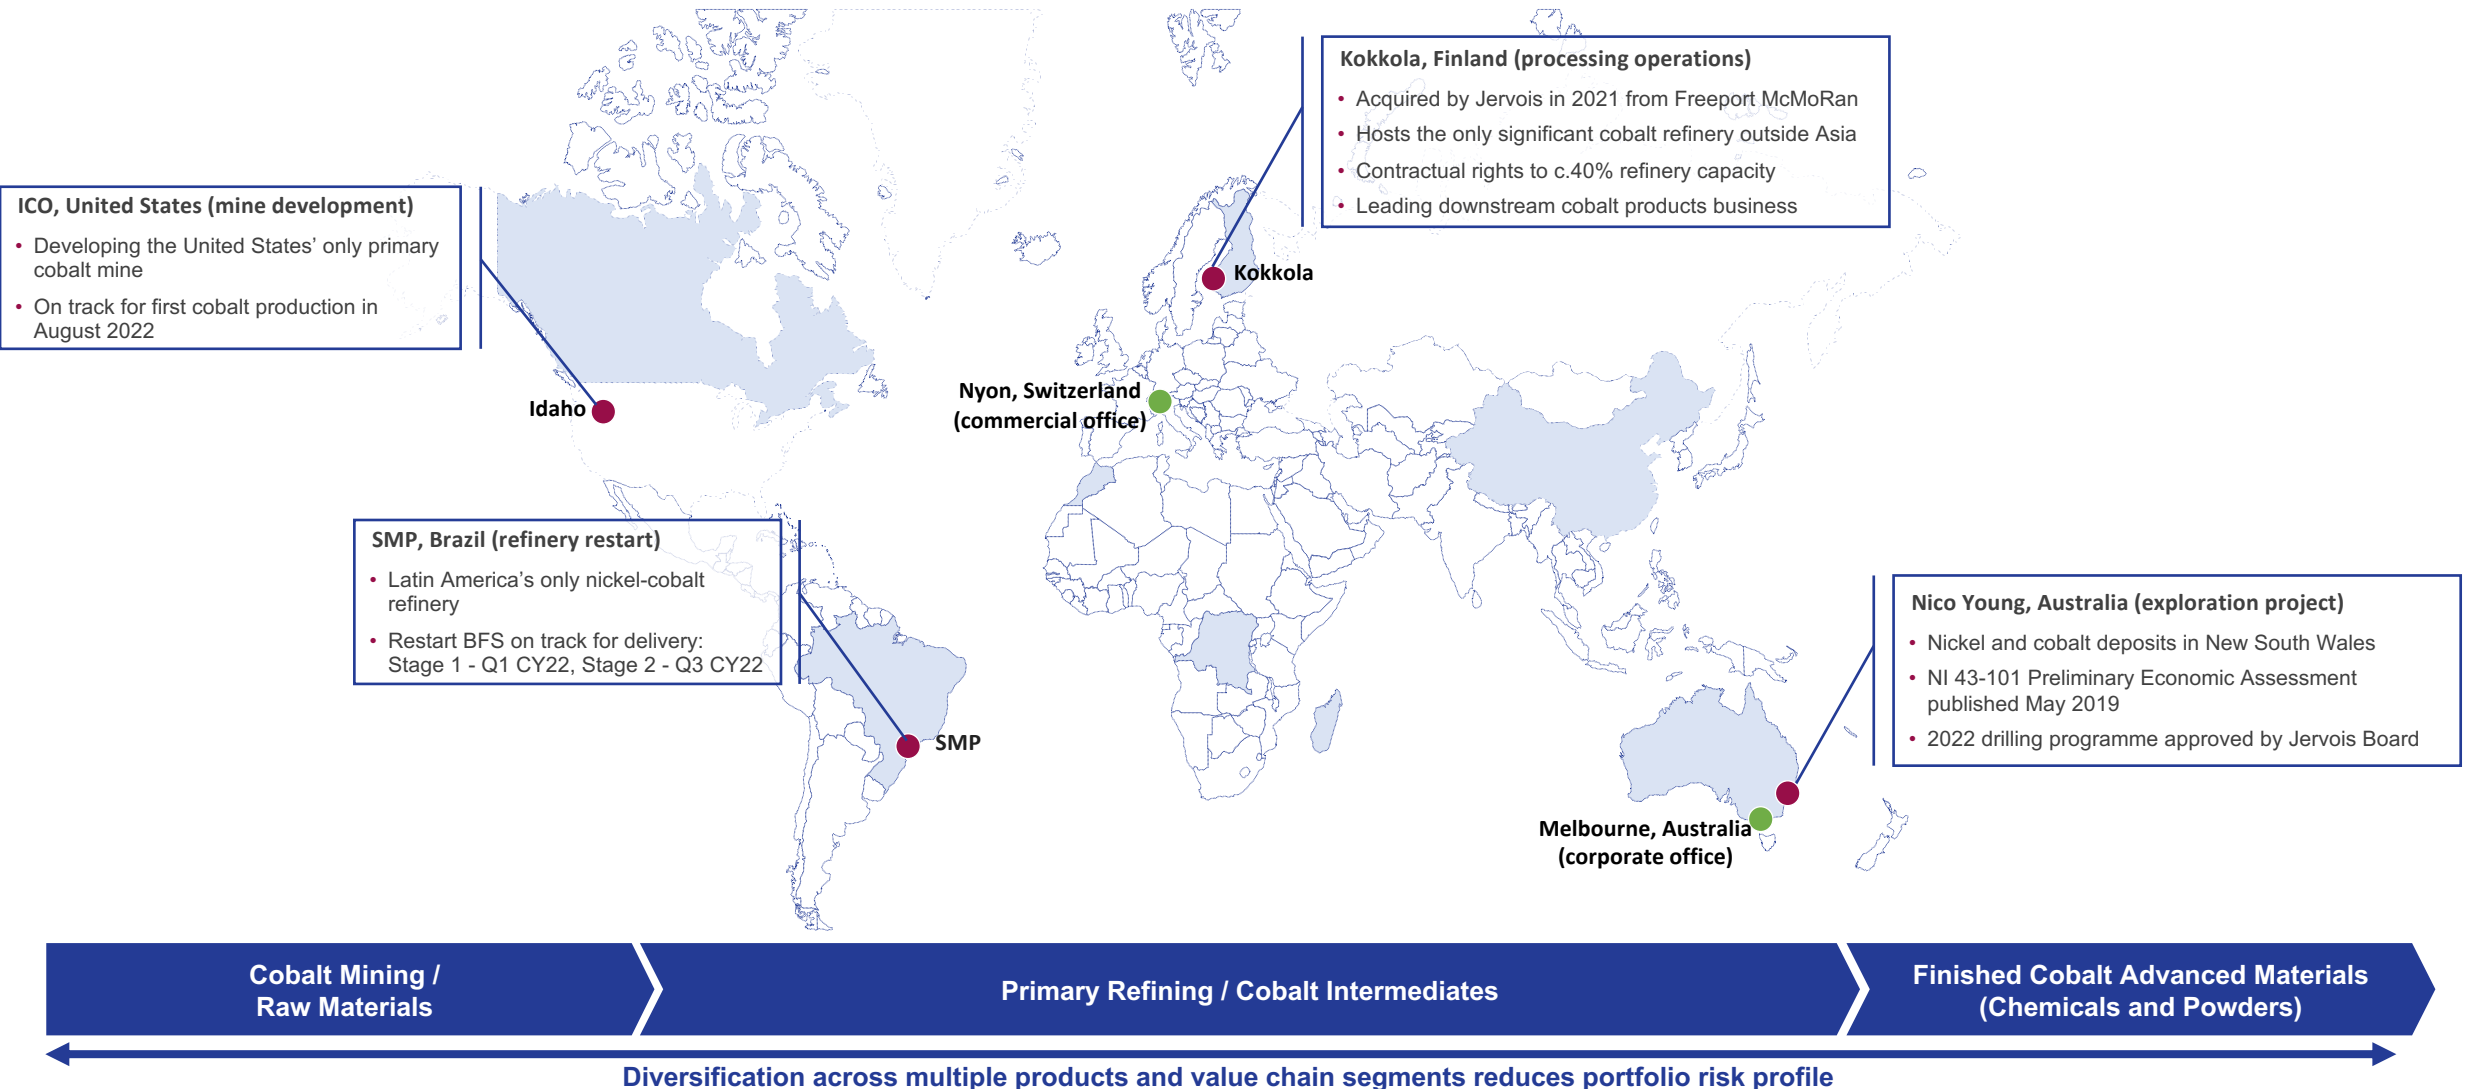 Kokkola, Finland (processing operations)
• Acquired by Jervois in 2021 from Freeport McMoRan
• Hosts the only significant cobalt refinery outside Asia
• Contractual rights to c.40% refinery capacity
• Leading downstream cobalt products business
ICO, United States (mine development)
• Developing the United States’ only primary
cobalt mine
• On track for first cobalt production in
August 2022
Kokkola
Idaho
Nyon, Switzerland
(commercial office)
SMP, Brazil (refinery restart)
• Latin America’s only nickel-cobalt
refinery
• Restart BFS on track for delivery:
Stage 1 - Q1 CY22, Stage 2 - Q3 CY22
SMP
Nico Young, Australia (exploration project)
• Nickel and cobalt deposits in New South Wales
• NI 43-101 Preliminary Economic Assessment
published May 2019
• 2022 drilling programme approved by Jervois Board
Melbourne, Australia
(corporate office)
Cobalt Mining /
Raw Materials
Primary Refining / Cobalt Intermediates
Finished Cobalt Advanced Materials
(Chemicals and Powders)
Diversification across multiple products and value chain segments reduces portfolio risk profile